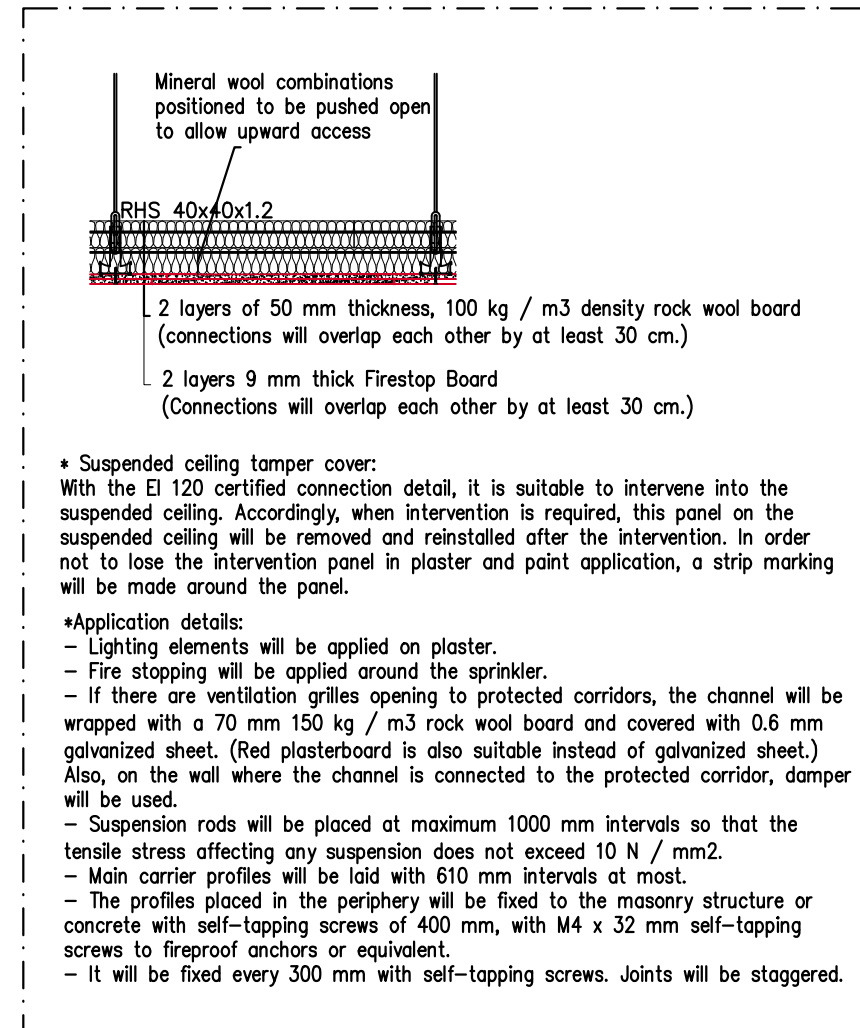 Mineral wool combinations
positioned to be pushed open
to allow upward access
RHS 40x40x1.2
2 layers of 50 mm thickness, 100 kg / m3 density rock wool board
(connections will overlap each other by at least 30 cm.)
2 layers 9 mm thick Firestop Board
(Connections will overlap each other by at least 30 cm.)
* Suspended ceiling tamper cover:
With the EI 120 certified connection detail, it is suitable to intervene into the
suspended ceiling. Accordingly, when intervention is required, this panel on the
suspended ceiling will be removed and reinstalled after the intervention. In order
not to lose the intervention panel in plaster and paint application, a strip marking
will be made around the panel.
*Application details:
– Lighting elements will be applied on plaster.
– Fire stopping will be applied around the sprinkler.
– If there are ventilation grilles opening to protected corridors, the channel will be
wrapped with a 70 mm 150 kg / m3 rock wool board and covered with 0.6 mm
galvanized sheet. (Red plasterboard is also suitable instead of galvanized sheet.)
Also, on the wall where the channel is connected to the protected corridor, damper
will be used.
– Suspension rods will be placed at maximum 1000 mm intervals so that the
tensile stress affecting any suspension does not exceed 10 N / mm2.
– Main carrier profiles will be laid with 610 mm intervals at most.
– The profiles placed in the periphery will be fixed to the masonry structure or
concrete with self–tapping screws of 400 mm, with M4 x 32 mm self–tapping
screws to fireproof anchors or equivalent.
– It will be fixed every 300 mm with self–tapping screws. Joints will be staggered.